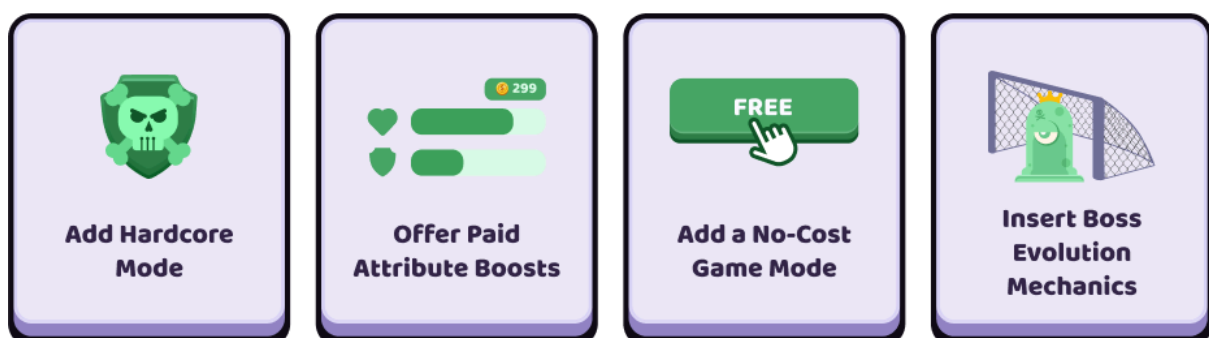 299
FREE
Add Hardcore
Mode
Offer Paid
Attribute Boosts
Add a No-Cost
Game Mode
Insert Boss
Evolution
Mechanics